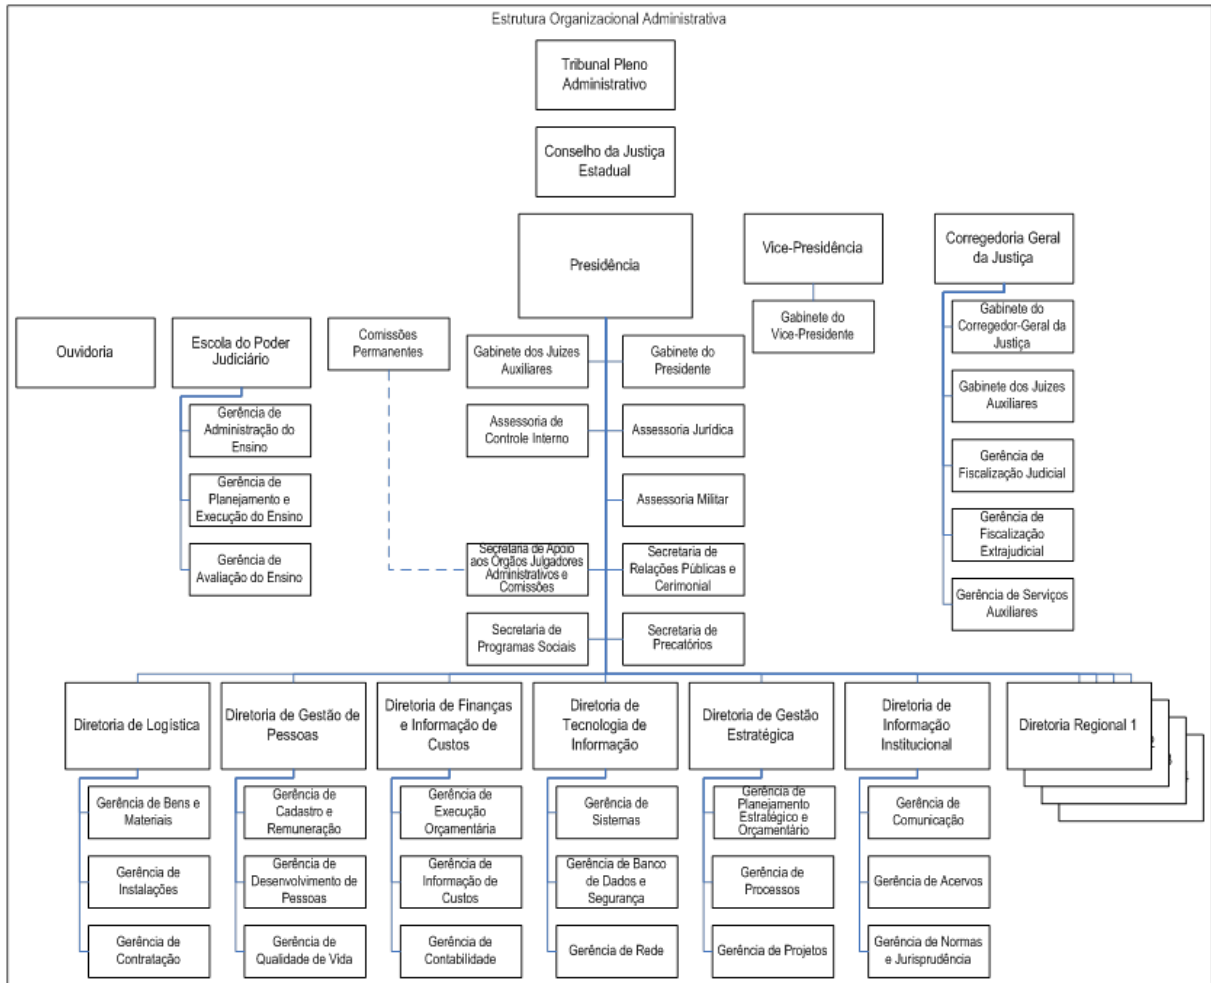 Estrutura Organizacional Administrativa
Tribunal Pleno
Administrativo
Conselho da Justiça
Estadual
Presidência
Vice-Presidência
Corregedoria Geral
da Justiça
Gabinete do
Vice-Presidente
Gabinete do
Corregedor-Geral da
Justiça
Gabinete dos Juizes
Auxiliares
Gerência de
Fiscalização Judicial
Gerência de
Fiscalização
Extrajudicial
Gerência de Serviços
Auxiliares
Ouvidoria
Escola do Poder
Judiciário
Gerência de
Administração do
Ensino
Gerência de
Planejamento e
Execução do Ensino
Gerência de
Avaliação do Ensino
Comissões
Permanentes
Gabinete dos Juizes
Auxiliares
Gabinete do
Presidente
Assessoria de
Controle Interno
Assessoria Jurídica
Assessoria Militar
Secretaria de Apoio
aos Órgãos Julgadores
Administrativos e
Comissões
Secretaria de
Relações Públicas e
Cerimonial
Secretaria de
Programas Sociais
Secretaria de
Precatórios
Diretoria de Logística
Gerência de Bens e
Materiais
Gerência de
Instalações
Gerência de
Contratação
Diretoria de Gestão de
Pessoas
Gerência de
Cadastro e
Remuneração
Gerência de
Desenvolvimento de
Pessoas
Gerência de
Qualidade de Vida
Diretoria de Finanças
e Informação de
Custos
Gerência de
Execução
Orçamentária
Gerência de
Informação de
Custos
Gerência de
Contabilidade
Diretoria de
Tecnologia de
Informação
Gerência de
Sistemas
Gerência de Banco
de Dados e
Segurança
Gerência de Rede
Diretoria de Gestão
Estratégica
Gerência de
Planejamento
Estratégico e
Orçamentário
Gerência de
Processos
Gerência de Projetos
Diretoria de
Informação
Institucional
Gerência de
Comunicação
Gerência de Acervos
Gerência de Normas
e Jurisprudência
Diretoria Regional 1
2